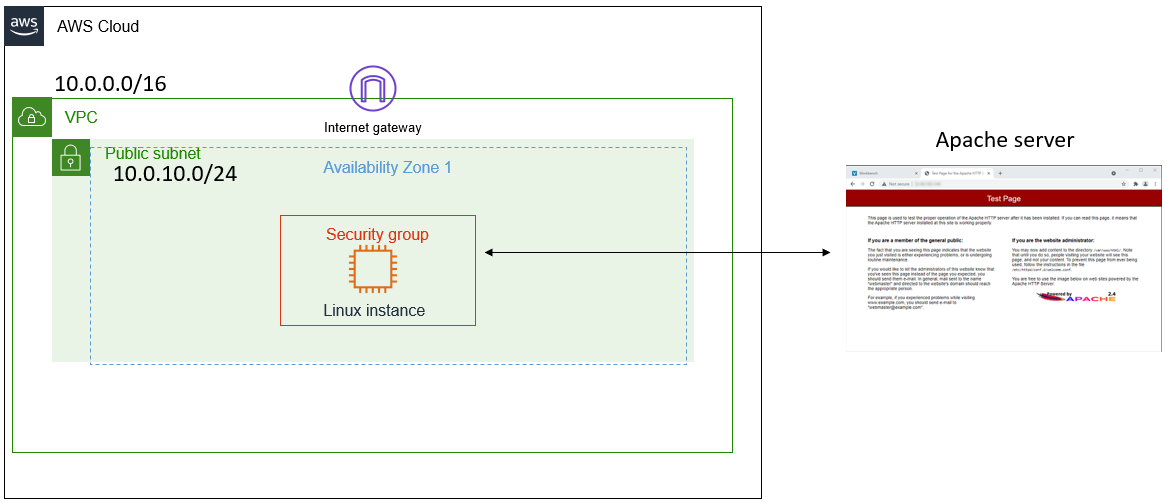 aws
AWS Cloud
10.0.0.0/16
VPC
Internet gateway
Public subnet
10.0.10.0/24
Availability Zone 1
Security group
Linux instance
Apache server
Workbench
Test Page for the Apache HTTP
Not secure
Test Page
This page is used to test the proper operation of the Apache HTTP server after it has been installed. If you can read this page, it means that
the Apache HTTP server installed at this site is working properly.
If you are a member of the general public:
The fact that you are seeing this page indicates that the website
you just visited is either experiencing problems, or is undergoing
routine maintenance.
If you would like to let the administrators of this website know that
you've seen this page instead of the page you expected, you
should send them e-mail. In general, mail sent to the name
"webmaster" and directed to the website's domain should reach
the appropriate person.
For example, if you experienced problems while visiting
www.example.com, you should send e-mail to
"webmaster@example.com".
If you are the website administrator:
You may now add content to the directory /var/www/html/. Note
that until you do so, people visiting your website will see this
page, and not your content. To prevent this page from ever being
used, follow the instructions in the file
/etc/httpd/conf.d/welcome.conf.
You are free to use the image below on web sites powered by the
Apache HTTP Server:
Powered by
APACHE
2.4